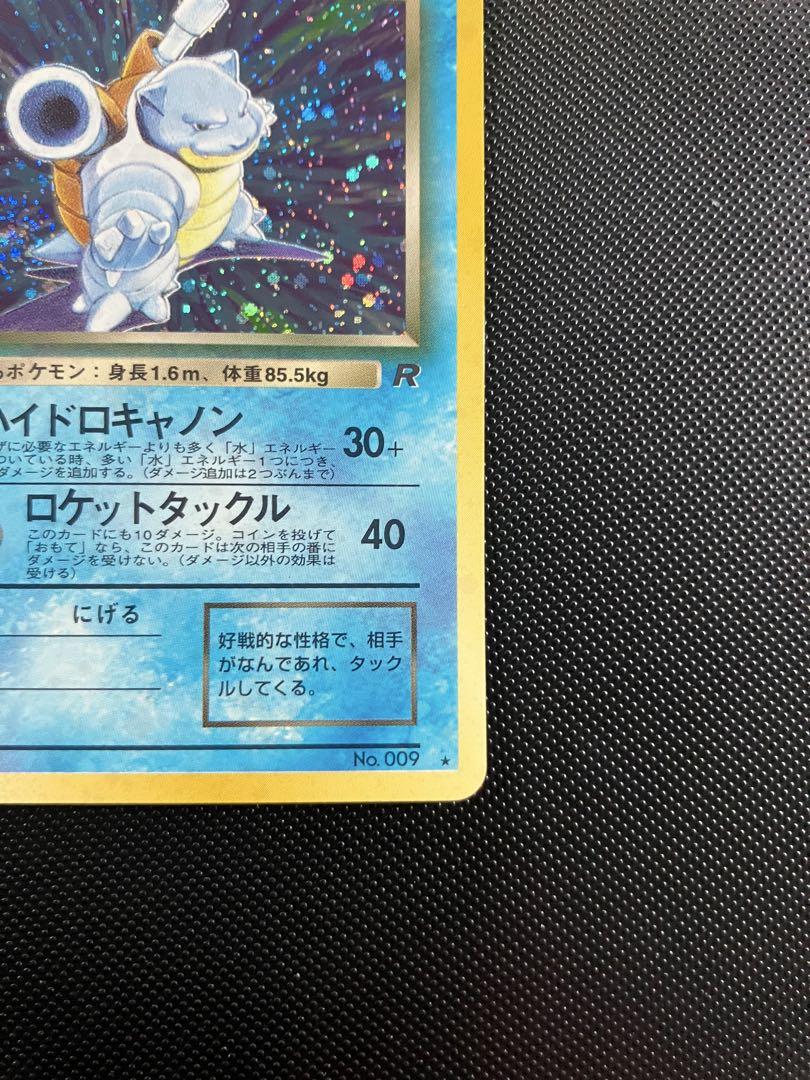 ポケモン：身長1.6m、体重85.5kg R
ハイドロキャノン
に必要なエネルギーよりも多く「水」エネルギー 30+
ついている時、多い「水」エネルギー1つにつき、
ダメージを追加する。（ダメージ追加は2つぶんまで）
ロケットタックル
このカードにも10ダメージ。コインを投げて 40
「おもて」なら、このカードは次の相手の番に
ダメージを受けない。（ダメージ以外の効果は
受ける）
にげる
好戦的な性格で、相手
がなんであれ、タック
ルしてくる。
No. 009 ★